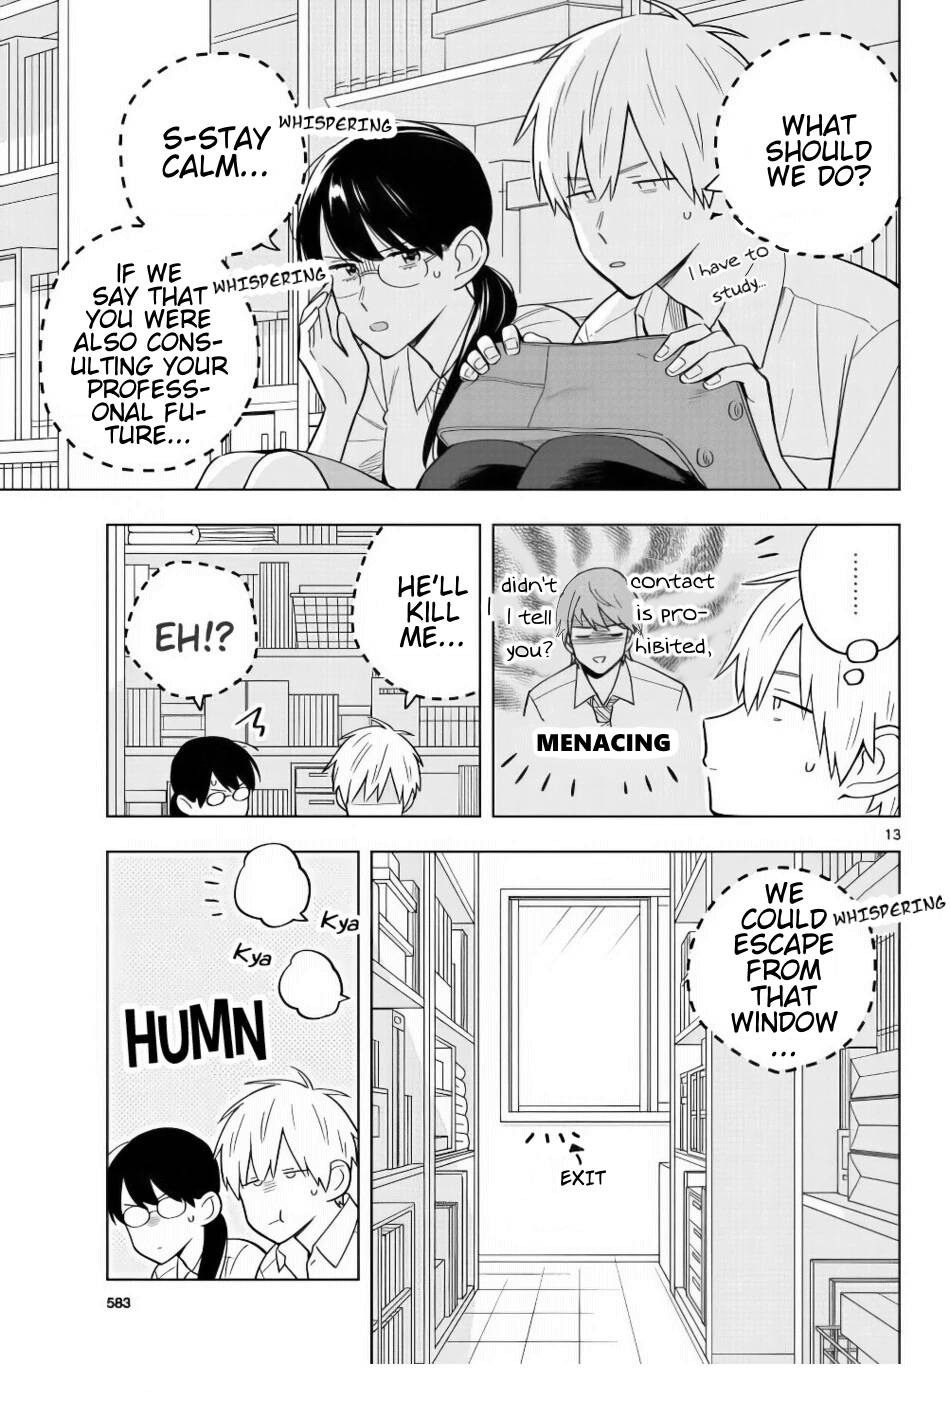 WHAT
SHOULD
WE DO?
I have to
study...
S-STAY
CALM...
WHISPERING
IF WE
SAY THAT
YOU WERE
ALSO CONS-
ULTING YOUR
PROFESS-
ONAL FU-
TURE...
WHISPERING
.........
contact
is pro-
hibited,
didn't
I tell
you?
MENACING
HE'LL
KILL
ME...
EH!?
13
WE
COULD
ESCAPE
FROM
THAT
WINDOW
...
WHISPERING
EXIT
Kya
Kya
HUMN
583